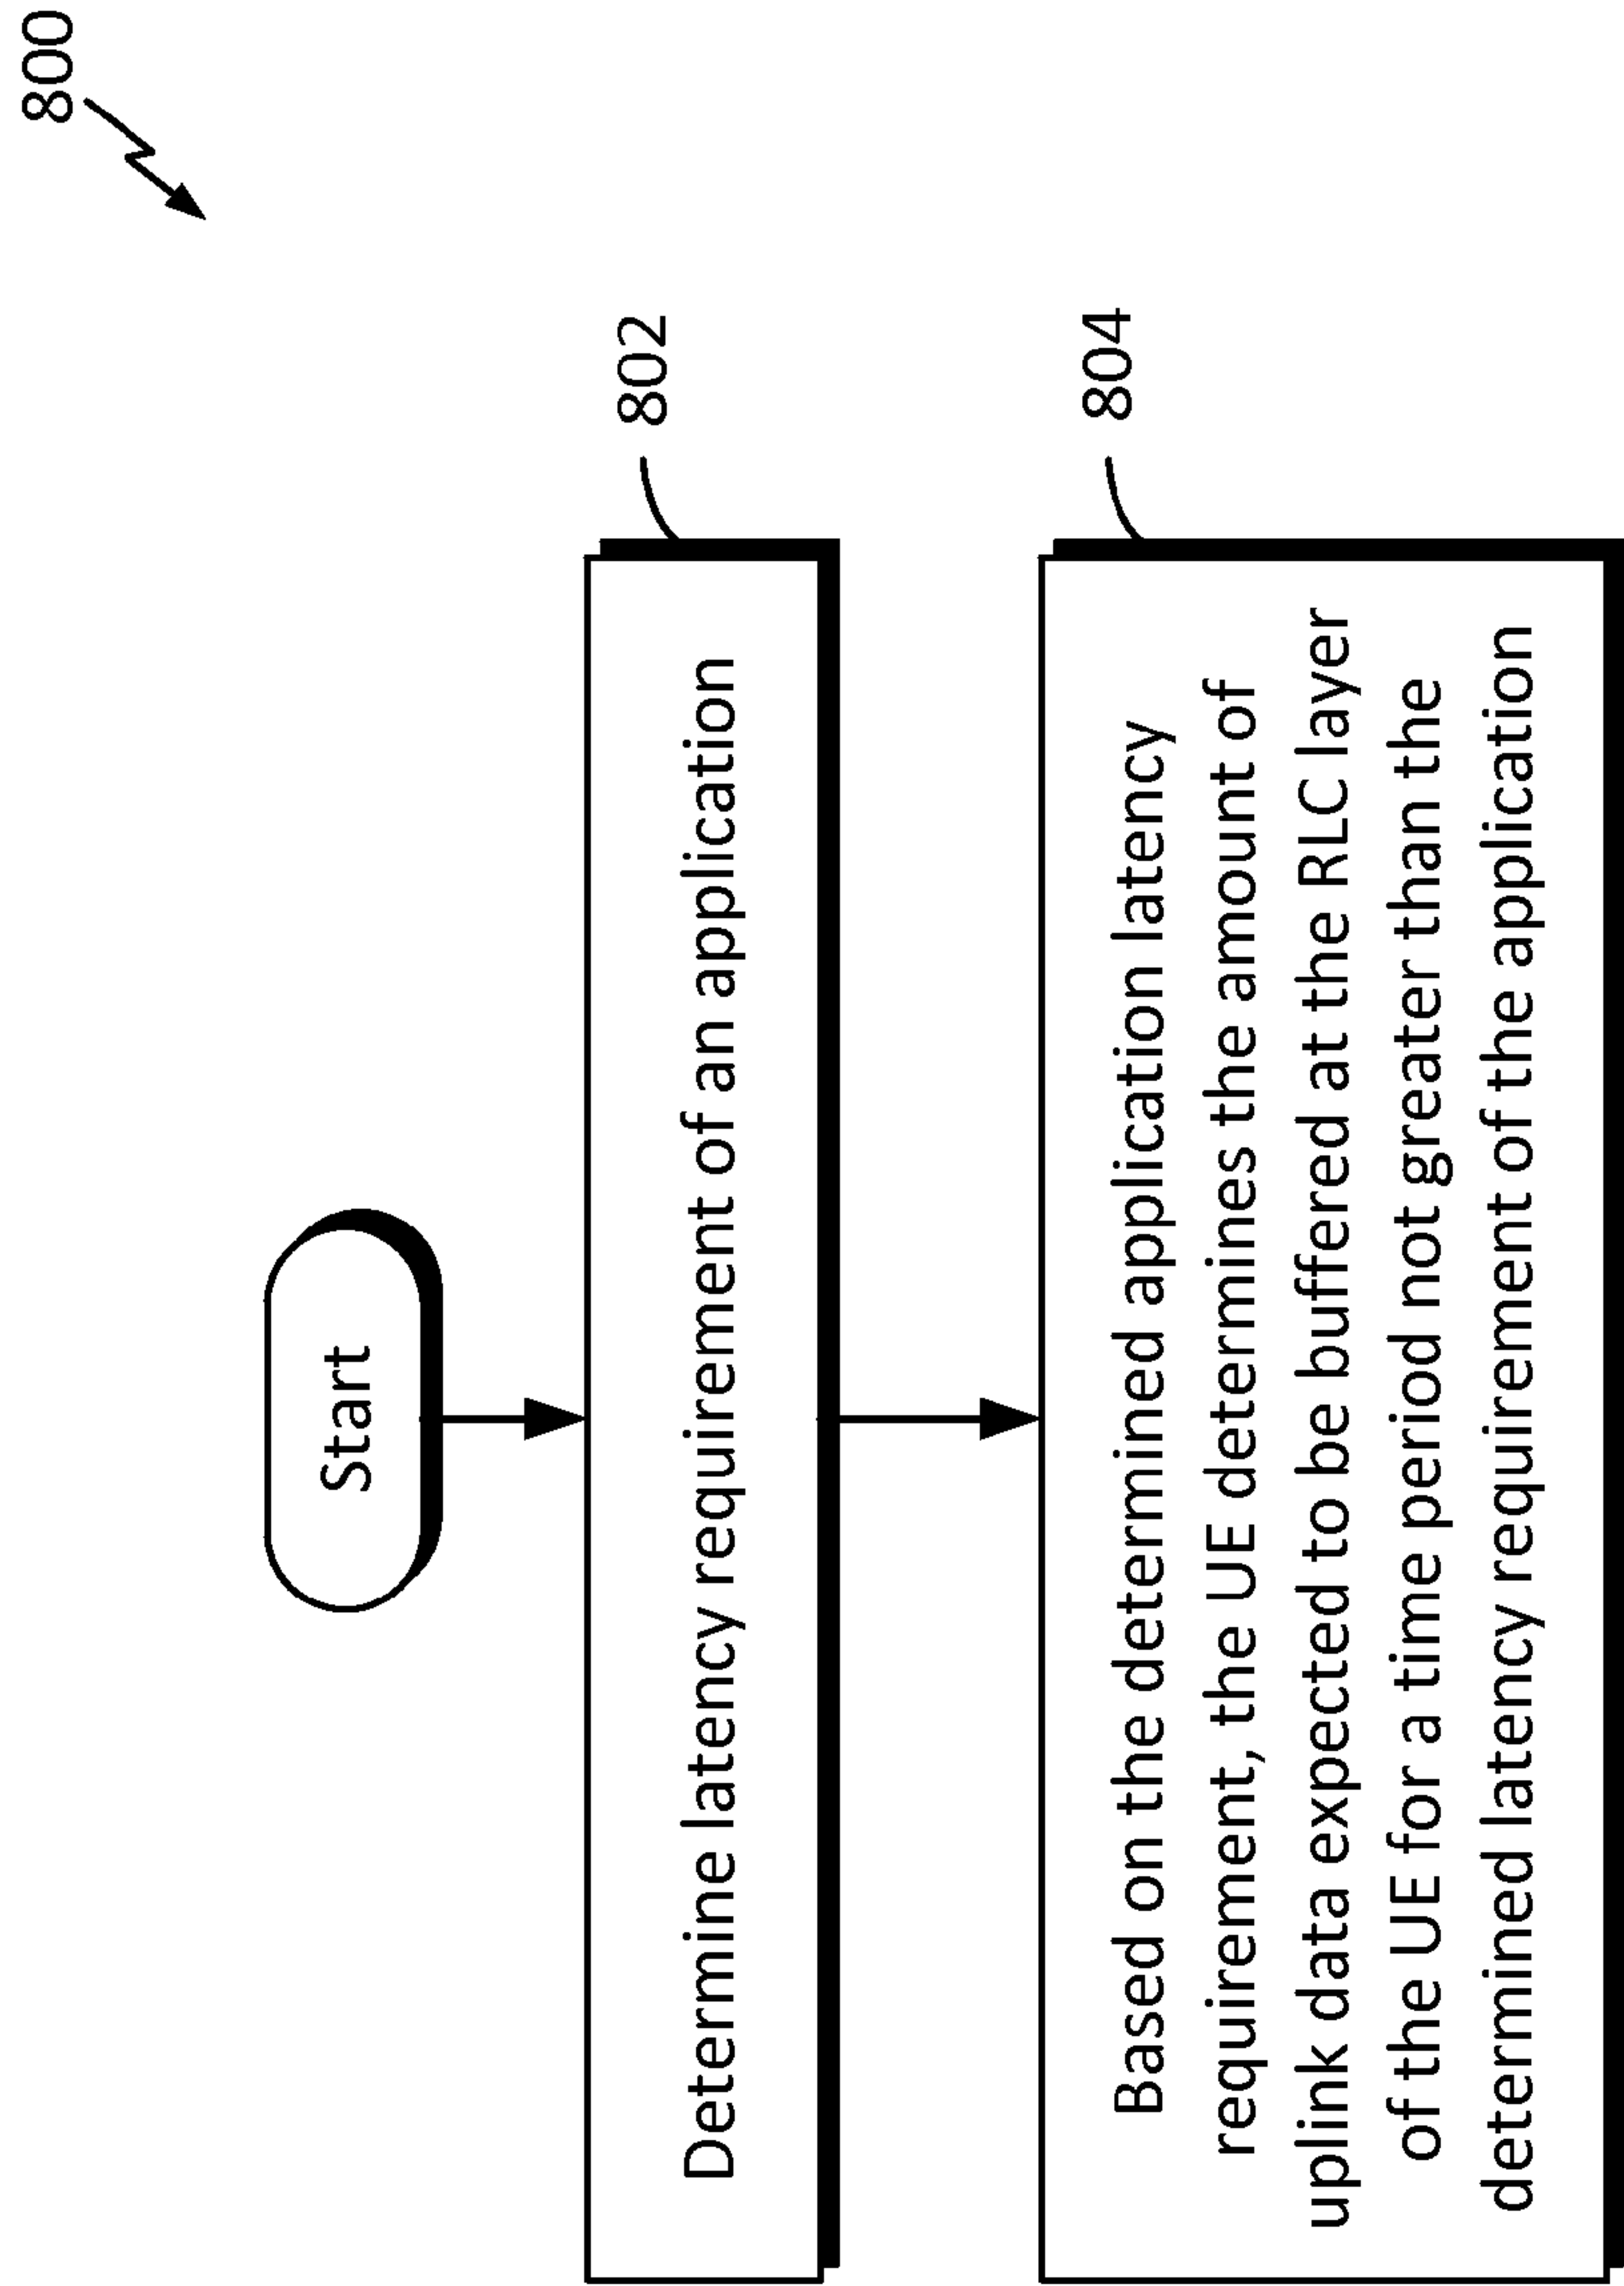 800
Start
802
Determine latency requirement of an application
804
Based on the determined application latency
requirement, the UE determines the amount of
uplink data expected to be buffered at the RLC layer
of the UE for a time period not greater than the
determined latency requirement of the application